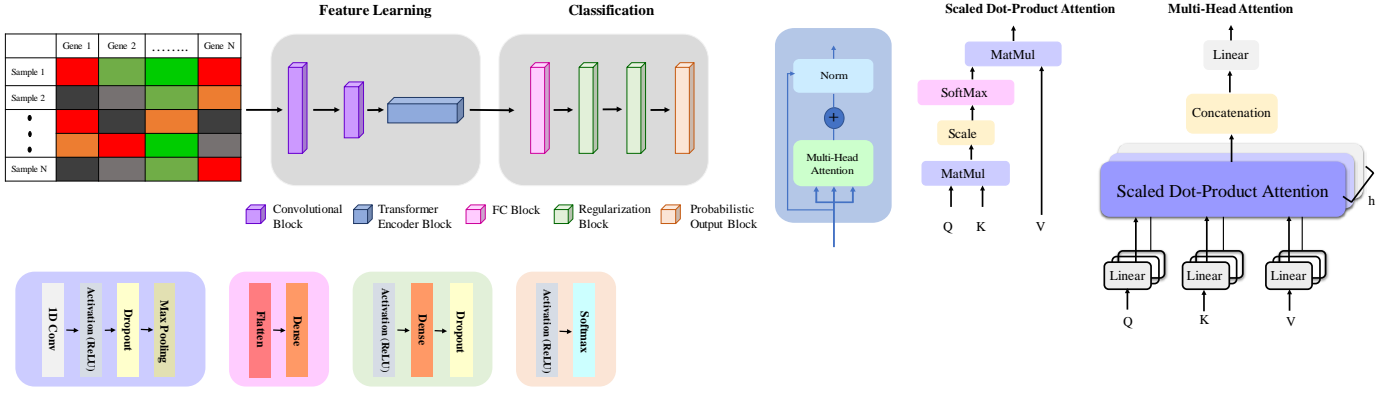 Feature Learning
Classification
Gene 1 Gene 2 ........ Gene N
Sample 1
Sample 2
Sample N
Convolutional
Block
Transformer
Encoder Block
FC Block
Regularization
Block
Probabilistic
Output Block
1D Conv
Activation (ReLU)
Dropout
Max Pooling
Flatten
Dense
Activation (ReLU)
Dense
Dropout
Activation (ReLU)
Softmax
Norm
+
Multi-Head
Attention
Scaled Dot-Product Attention
MatMul
SoftMax
Scale
MatMul
Q K V
Multi-Head Attention
Linear
Concatenation
Scaled Dot-Product Attention
h
Linear Linear Linear
Q K V